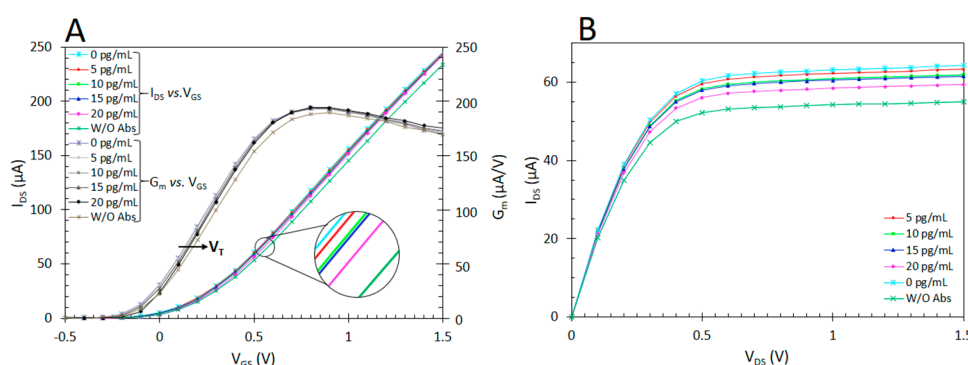 A
B
250
200
150
100
50
0
I_DS (µA)
0 pg/mL
5 pg/mL
10 pg/mL
15 pg/mL
20 pg/mL
W/O Abs
I_DS vs.V_GS
0 pg/mL
5 pg/mL
10 pg/mL
15 pg/mL
20 pg/mL
W/O Abs
G_m vs. V_GS
V_T
250
200
150
100
50
0
G_m (µA/V)
-0.5
0
0.5
1
1.5
V_GS (V)
60
40
20
0
I_DS (µA)
5 pg/mL
10 pg/mL
15 pg/mL
20 pg/mL
0 pg/mL
W/O Abs
0
0.5
1
1.5
V_DS (V)